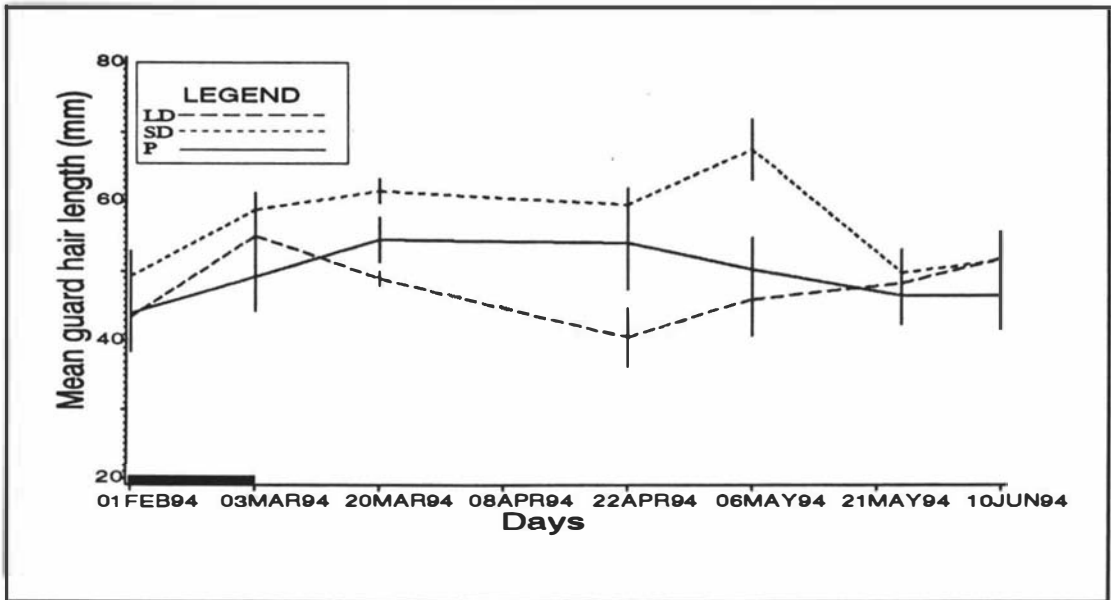 Mean guard hair length (mm)
80
60
40
20
LEGEND
LD
SD
P
01FEB94 03MAR94 20MAR94 08APR94 22APR94 06MAY94 21MAY94 10JUN94
Days